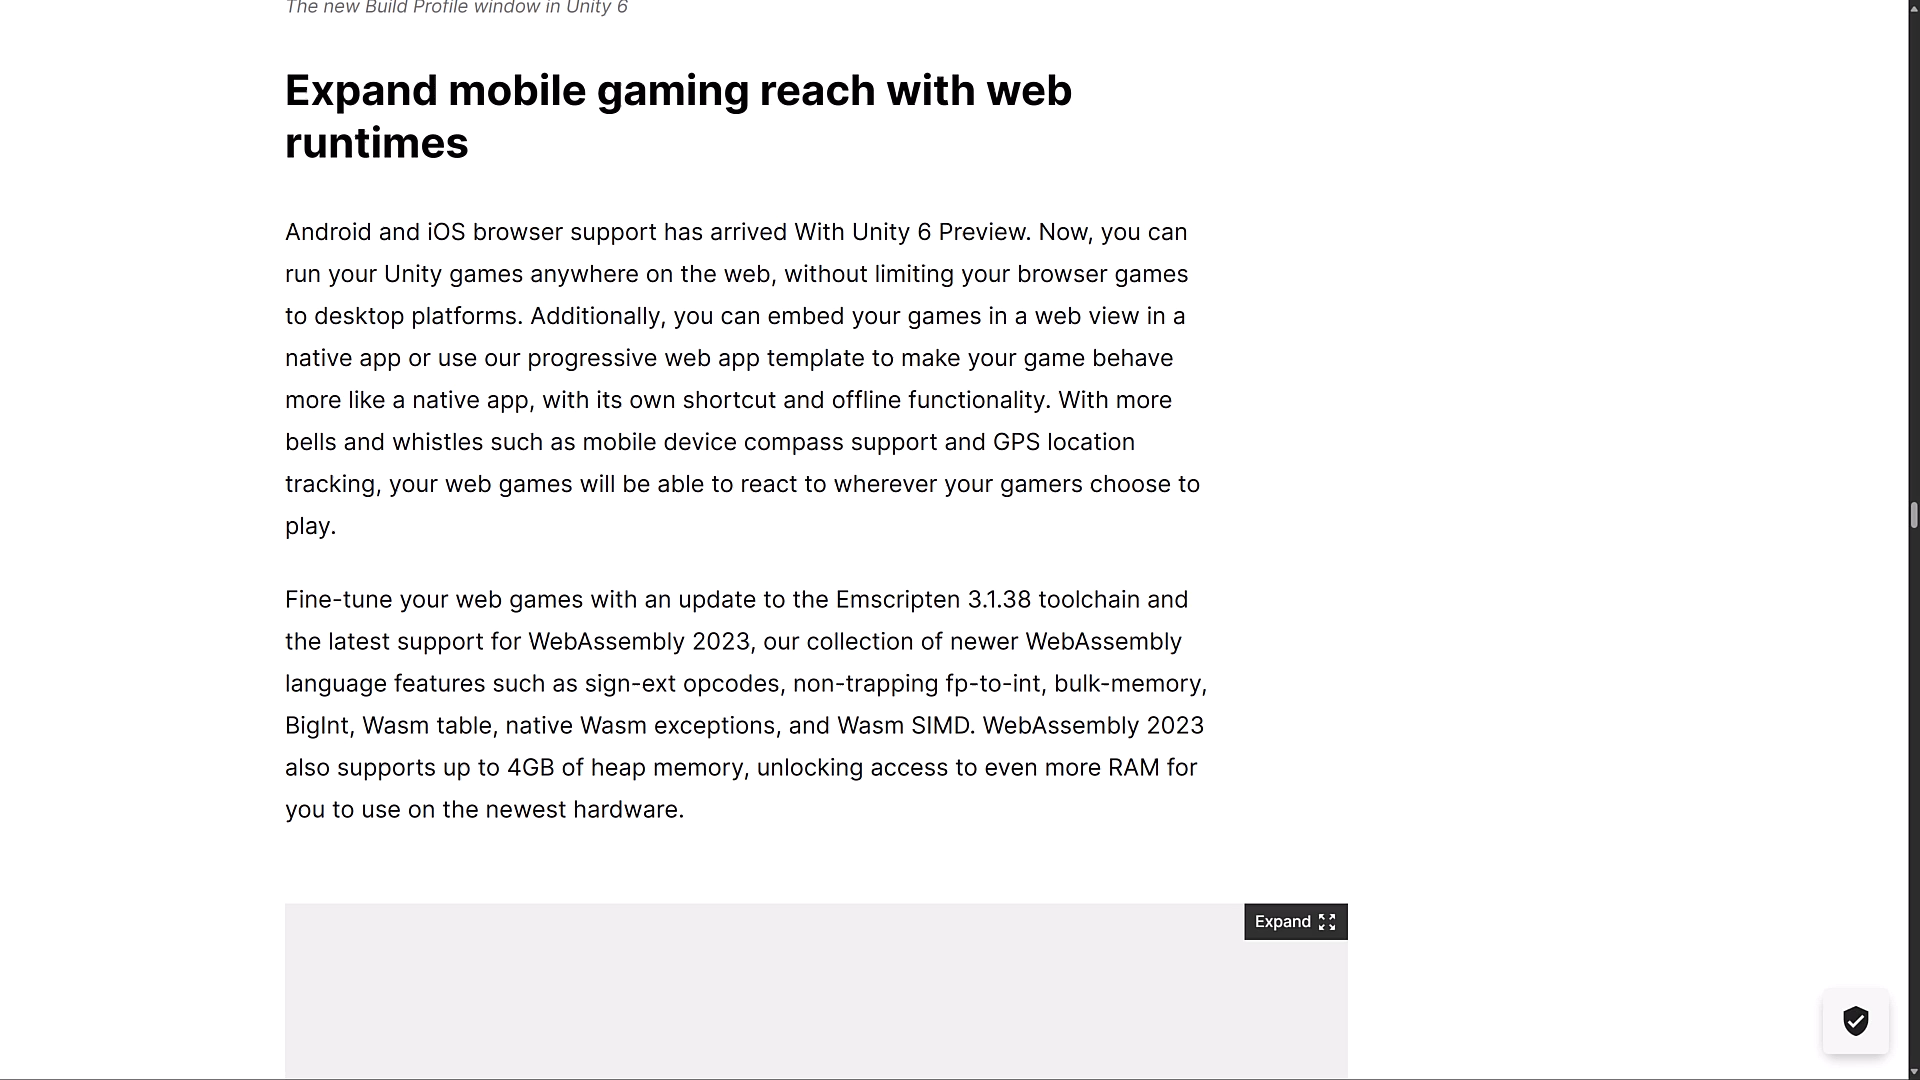 The new Build Profile window in Unity 6
Expand mobile gaming reach with web
runtimes
Android and iOS browser support has arrived With Unity 6 Preview. Now, you can
run your Unity games anywhere on the web, without limiting your browser games
to desktop platforms. Additionally, you can embed your games in a web view in a
native app or use our progressive web app template to make your game behave
more like a native app, with its own shortcut and offline functionality. With more
bells and whistles such as mobile device compass support and GPS location
tracking, your web games will be able to react to wherever your gamers choose to
play.
Fine-tune your web games with an update to the Emscripten 3.1.38 toolchain and
the latest support for WebAssembly 2023, our collection of newer WebAssembly
language features such as sign-ext opcodes, non-trapping fp-to-int, bulk-memory,
BigInt, Wasm table, native Wasm exceptions, and Wasm SIMD. WebAssembly 2023
also supports up to 4GB of heap memory, unlocking access to even more RAM for
you to use on the newest hardware.
Expand